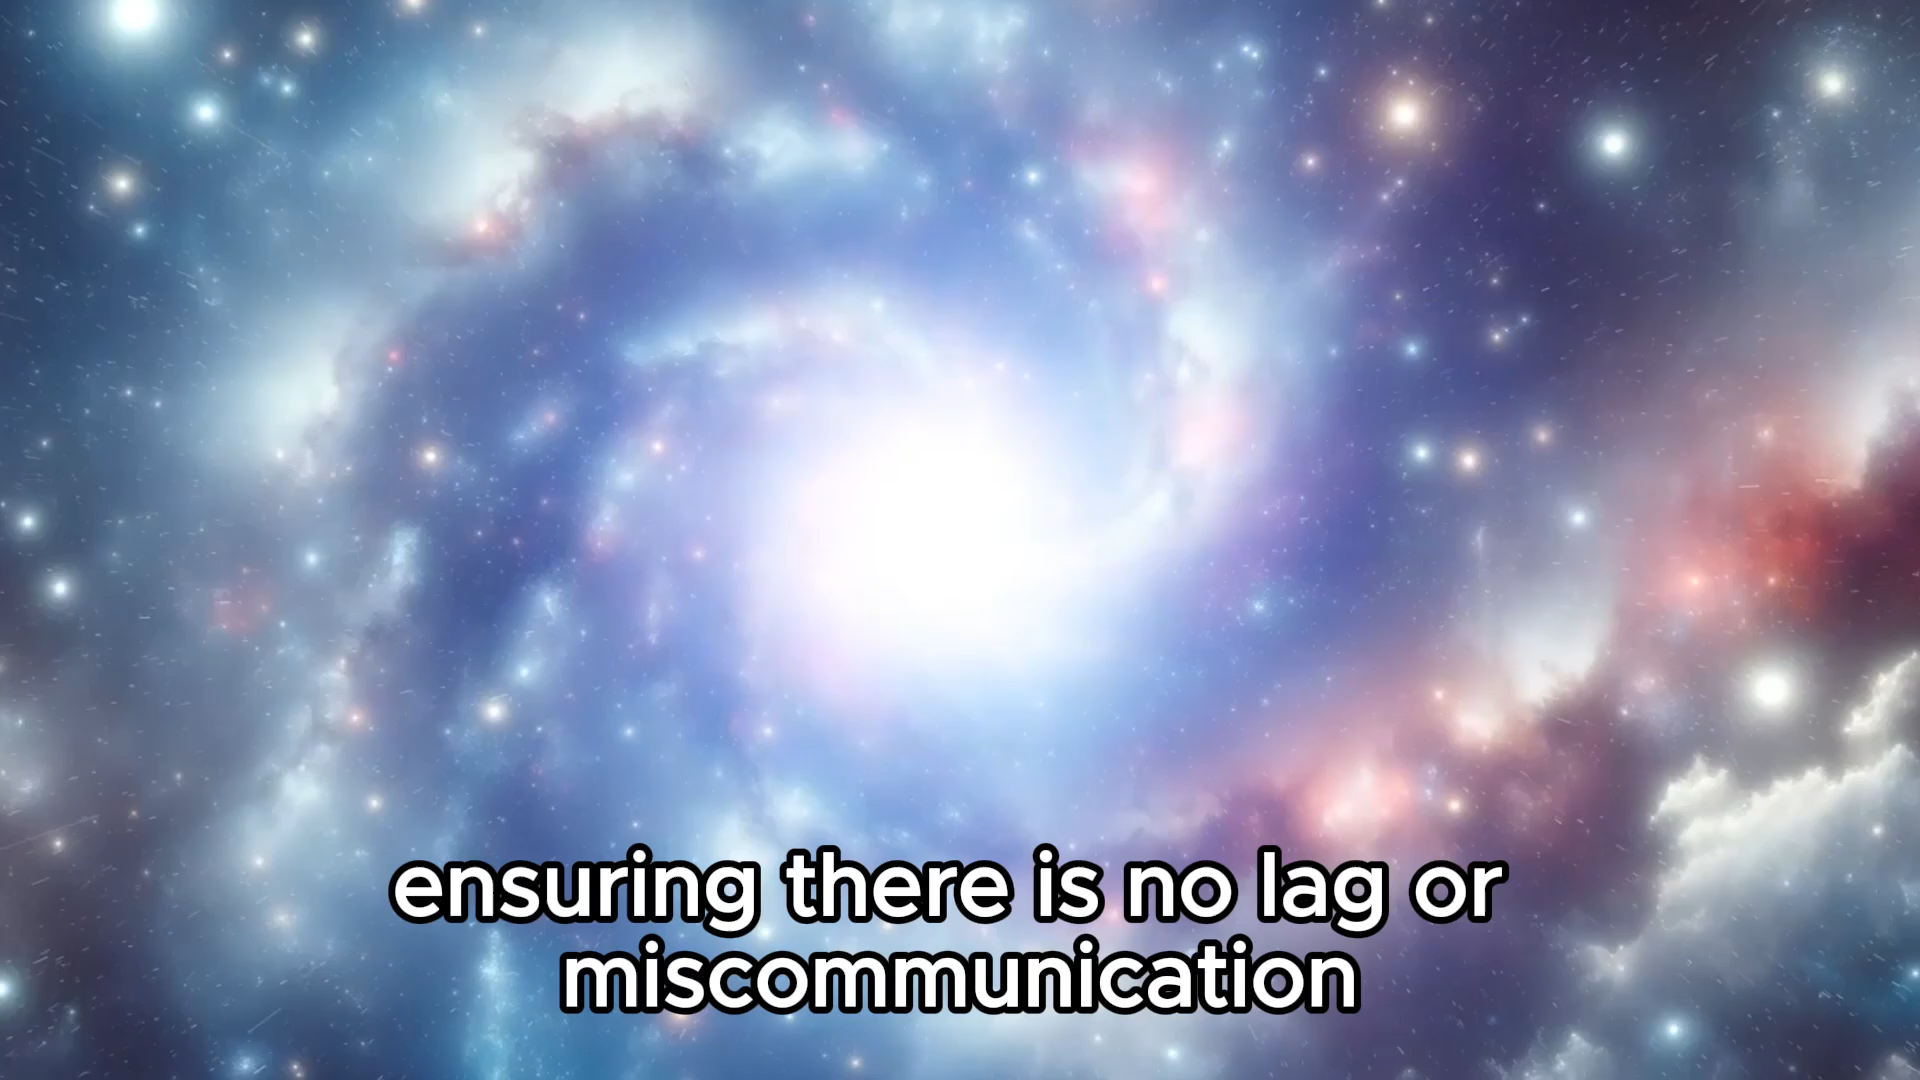 ensuring there is no lag or
miscommunication